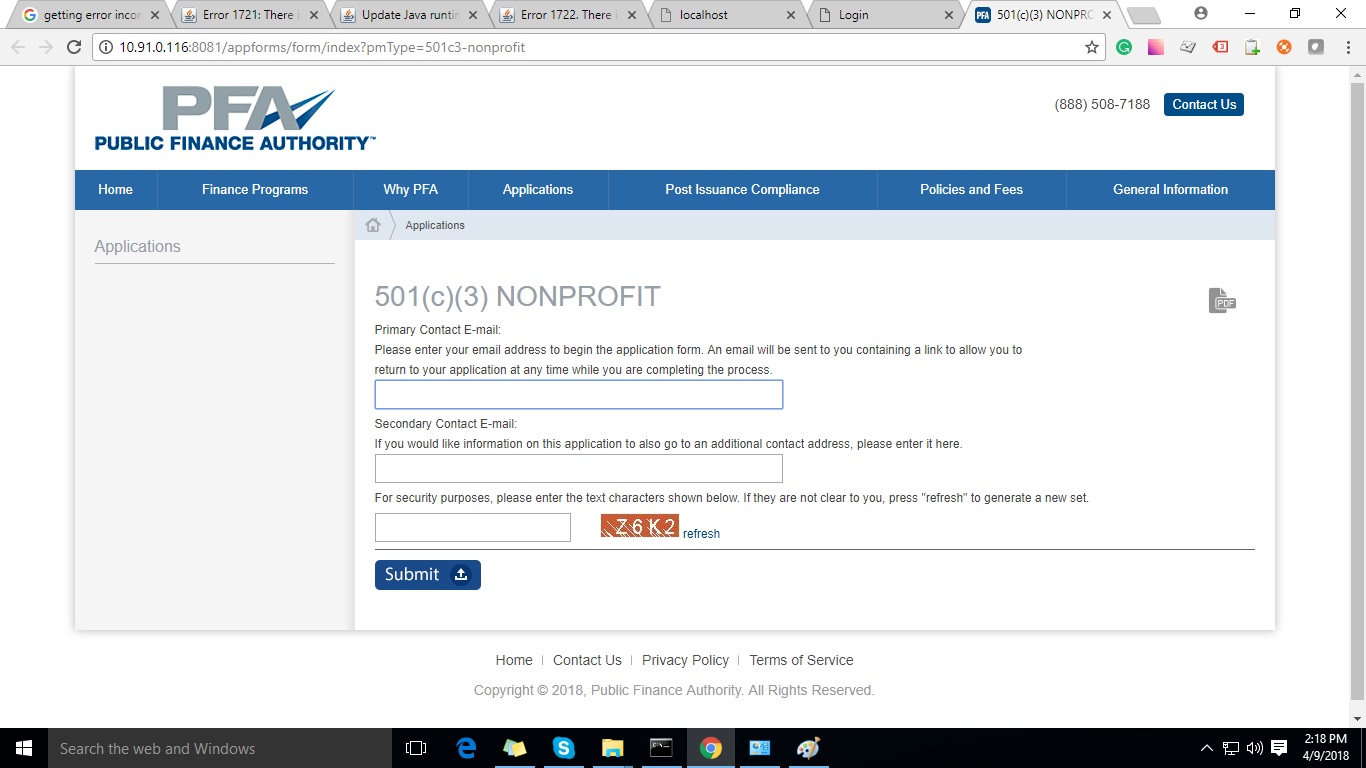 getting error incor
Error 1721: There i
Update Java runtin
Error 1722. There i
localhost
Login
501(c)(3) NONPRO
10.91.0.116:8081/appforms/form/index?pmType=501c3-nonprofit
PFA
PUBLIC FINANCE AUTHORITY™
(888) 508-7188 Contact Us
Home Finance Programs Why PFA Applications Post Issuance Compliance Policies and Fees General Information
Applications
Applications
501(c)(3) NONPROFIT
PDF
Primary Contact E-mail:
Please enter your email address to begin the application form. An email will be sent to you containing a link to allow you to
return to your application at any time while you are completing the process.
Secondary Contact E-mail:
If you would like information on this application to also go to an additional contact address, please enter it here.
For security purposes, please enter the text characters shown below. If they are not clear to you, press "refresh" to generate a new set.
Z6K2 refresh
Submit
Home | Contact Us | Privacy Policy | Terms of Service
Copyright © 2018, Public Finance Authority. All Rights Reserved.
Search the web and Windows
2:18 PM
4/9/2018